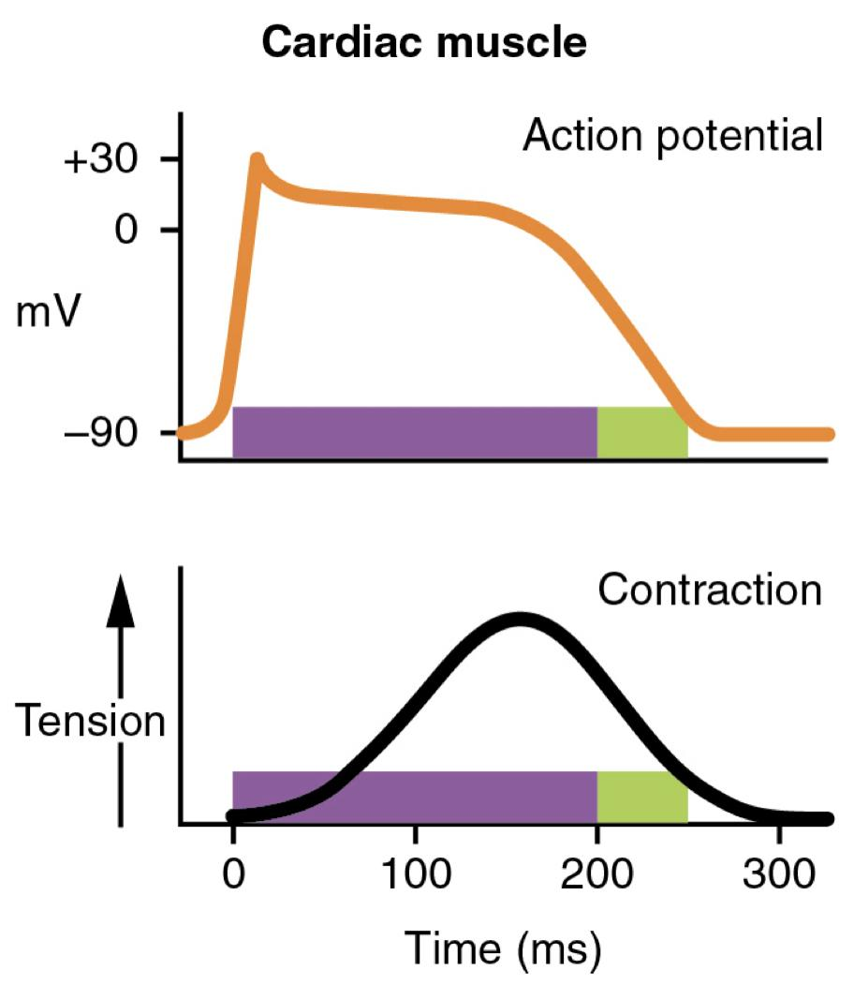 Cardiac muscle
Action potential
+30
0
mV
–90
Contraction
Tension
0 100 200 300
Time (ms)